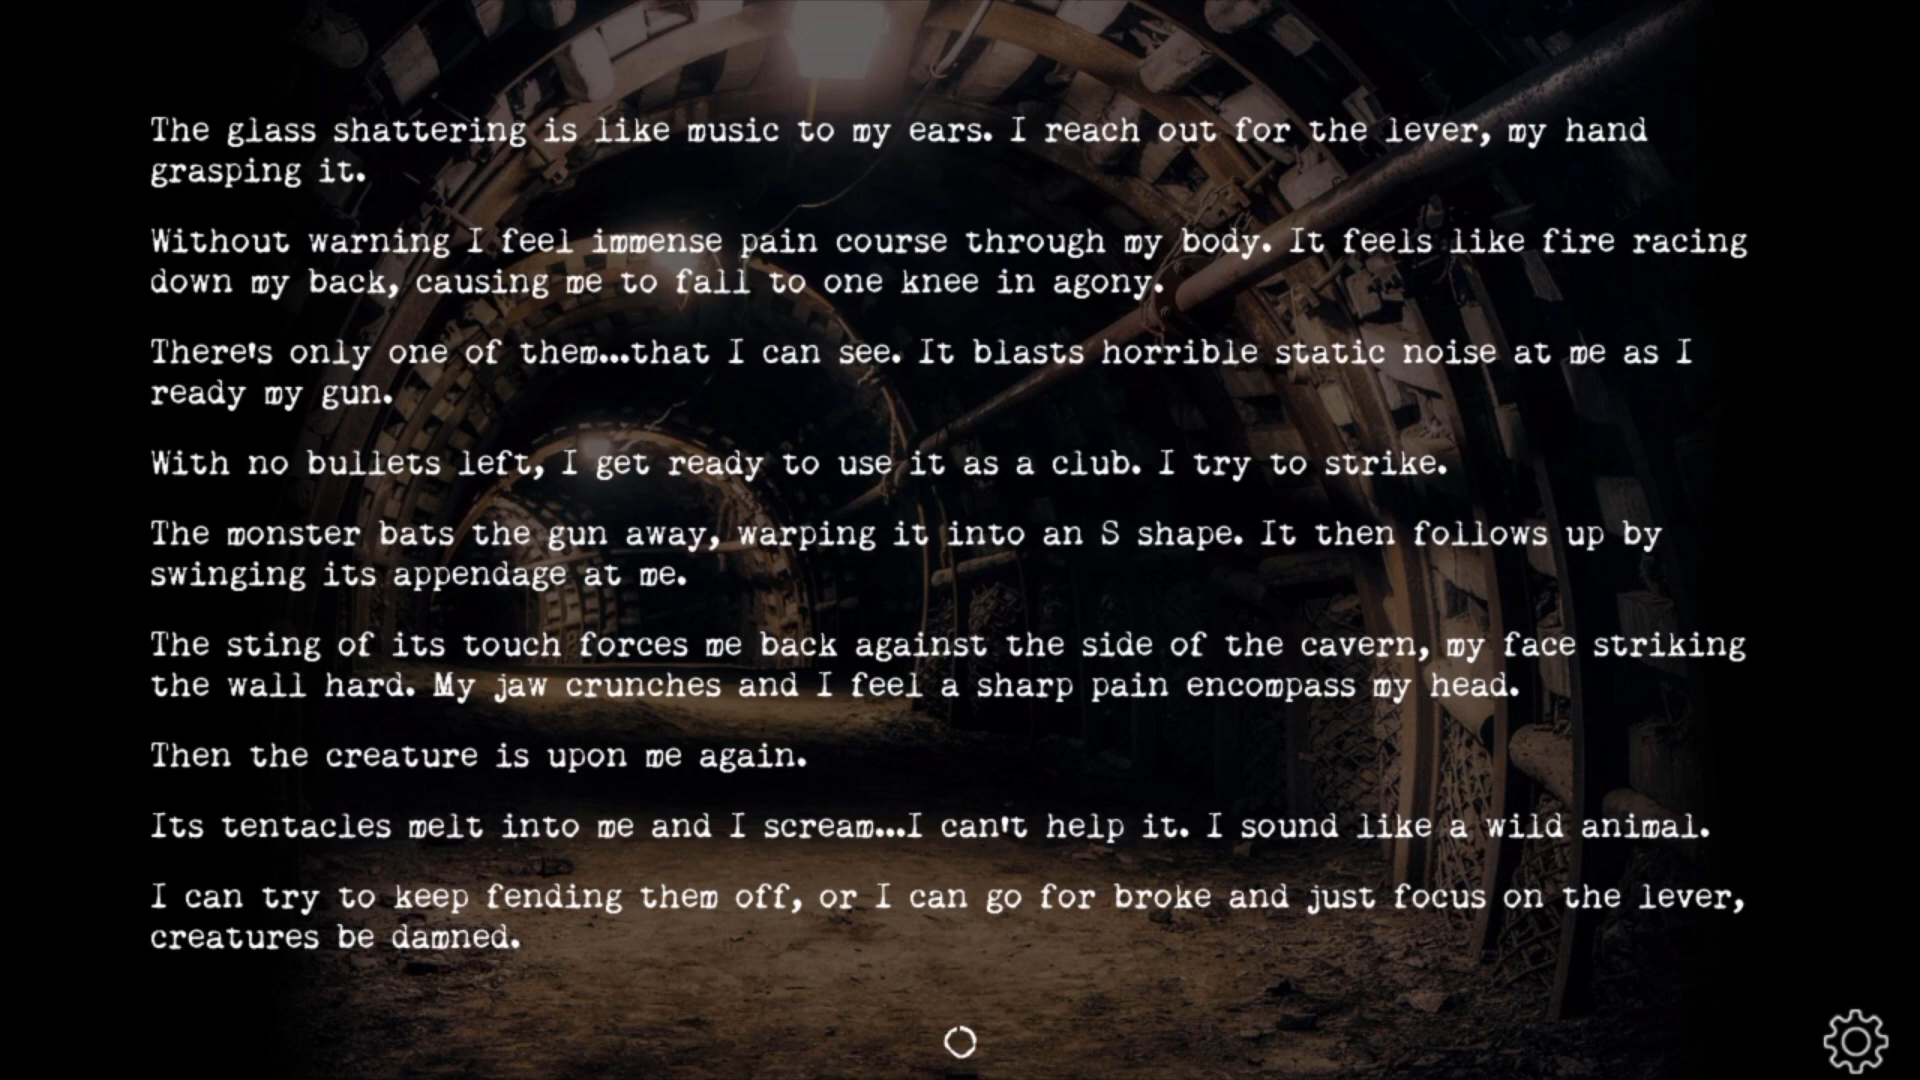 The glass shattering is like music to my ears. I reach out for the lever, my hand
grasping it.
Without warning I feel immense pain course through my body. It feels like fire racing
down my back, causing me to fall to one knee in agony.
There's only one of them...that I can see. It blasts horrible static noise at me as I
ready my gun.
With no bullets left, I get ready to use it as a club. I try to strike.
The monster bats the gun away, warping it into an S shape. It then follows up by
swinging its appendage at me.
The sting of its touch forces me back against the side of the cavern, my face striking
the wall hard. My jaw crunches and I feel a sharp pain encompass my head.
Then the creature is upon me again.
Its tentacles melt into me and I scream...I can't help it. I sound like a wild animal.
I can try to keep fending them off, or I can go for broke and just focus on the lever,
creatures be damned.